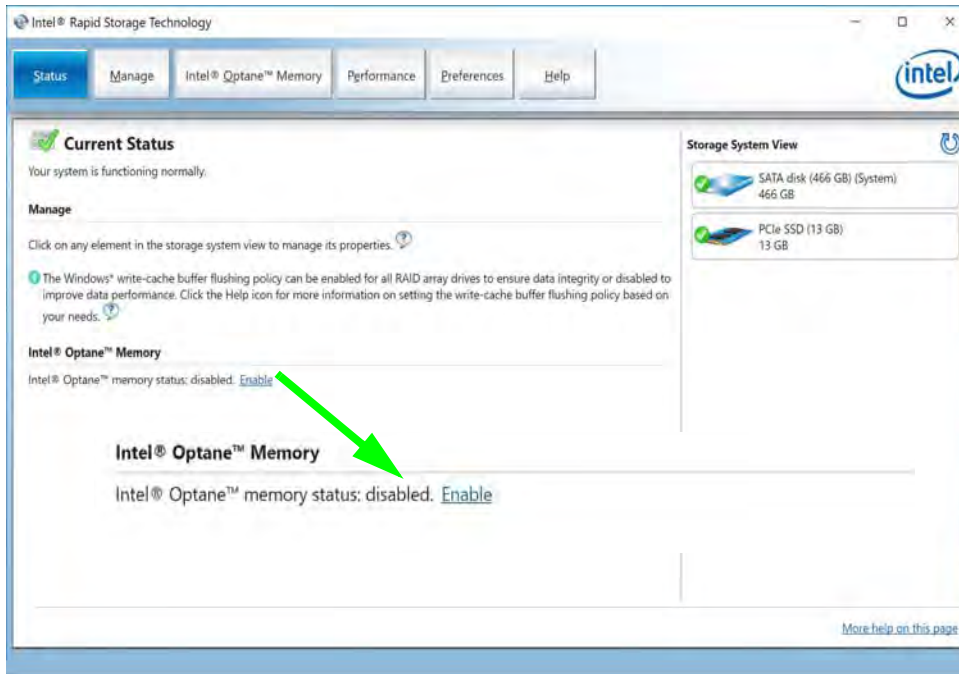 Intel® Rapid Storage Technology
Status
Manage
Intel® Optane™ Memory
Performance
Preferences
Help
intel
Current Status
Your system is functioning normally.
Manage
Click on any element in the storage system view to manage its properties.
The Windows* write-cache buffer flushing policy can be enabled for all RAID array drives to ensure data integrity or disabled to
improve data performance. Click the Help icon for more information on setting the write-cache buffer flushing policy based on
your needs.
Intel® Optane™ Memory
Intel® Optane™ memory status: disabled. Enable
Intel® Optane™ Memory
Intel® Optane™ memory status: disabled. Enable
Storage System View
SATA disk (466 GB) (System)
466 GB
PCIe SSD (13 GB)
13 GB
More help on this page